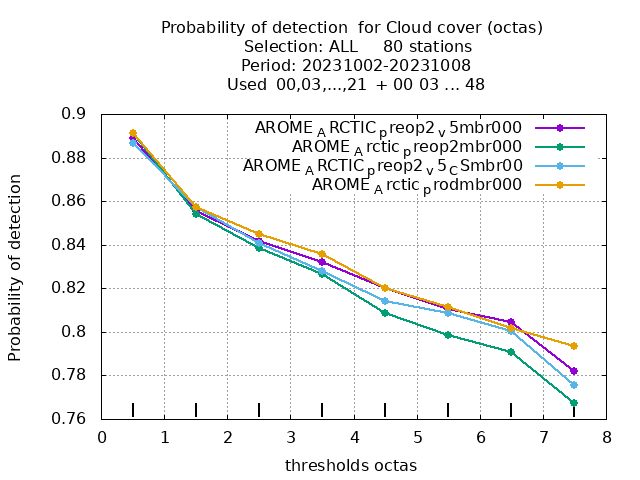 Probability of detection for Cloud cover (octas)
Selection: ALL 80 stations
Period: 20231002-20231008
Used 00,03,...,21 + 00 03 ... 48
AROME_ARCTIC_preop2_v5mbr000
AROME_Arctic_preop2mbr000
AROME_ARCTIC_preop2_v5_CSmbr00
AROME_Arctic_prodmbr000
Probability of detection
0.9
0.88
0.86
0.84
0.82
0.8
0.78
0.76
0 1 2 3 4 5 6 7 8
thresholds octas